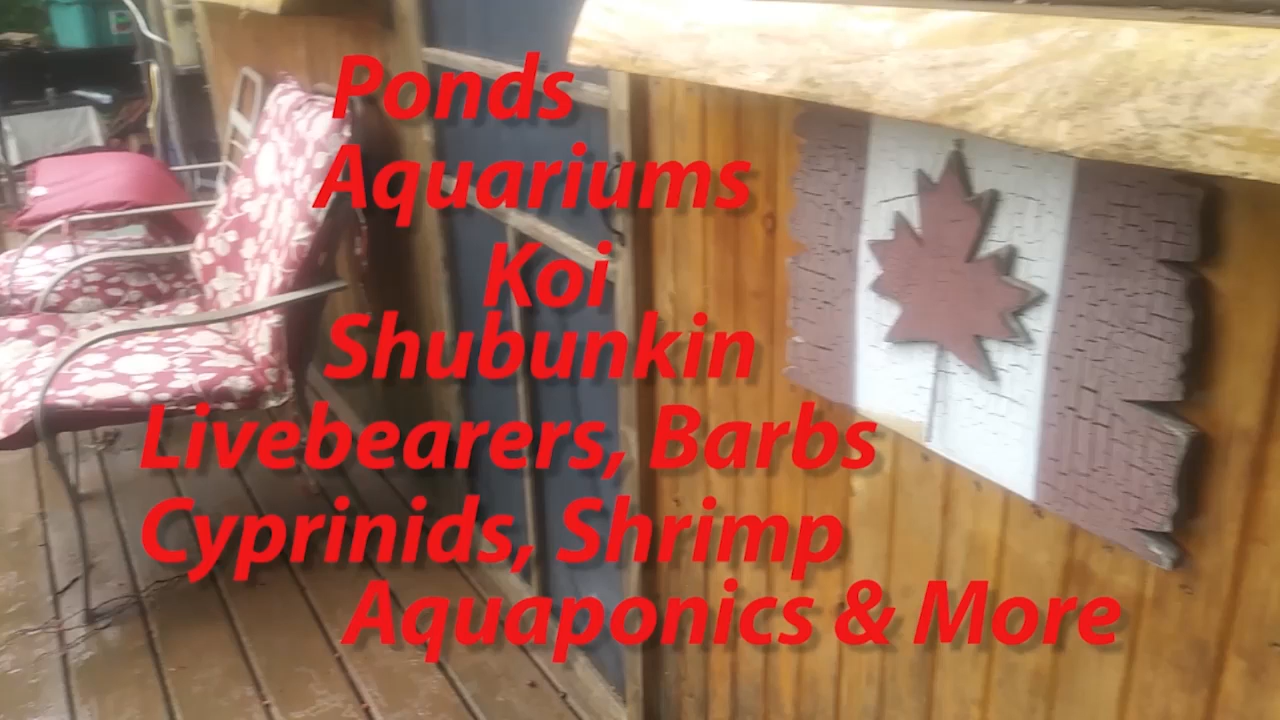 Ponds
Aquariums
Koi
Shubunkin
Livebearers, Barbs
Cyprinids, Shrimp
Aquaponics & More